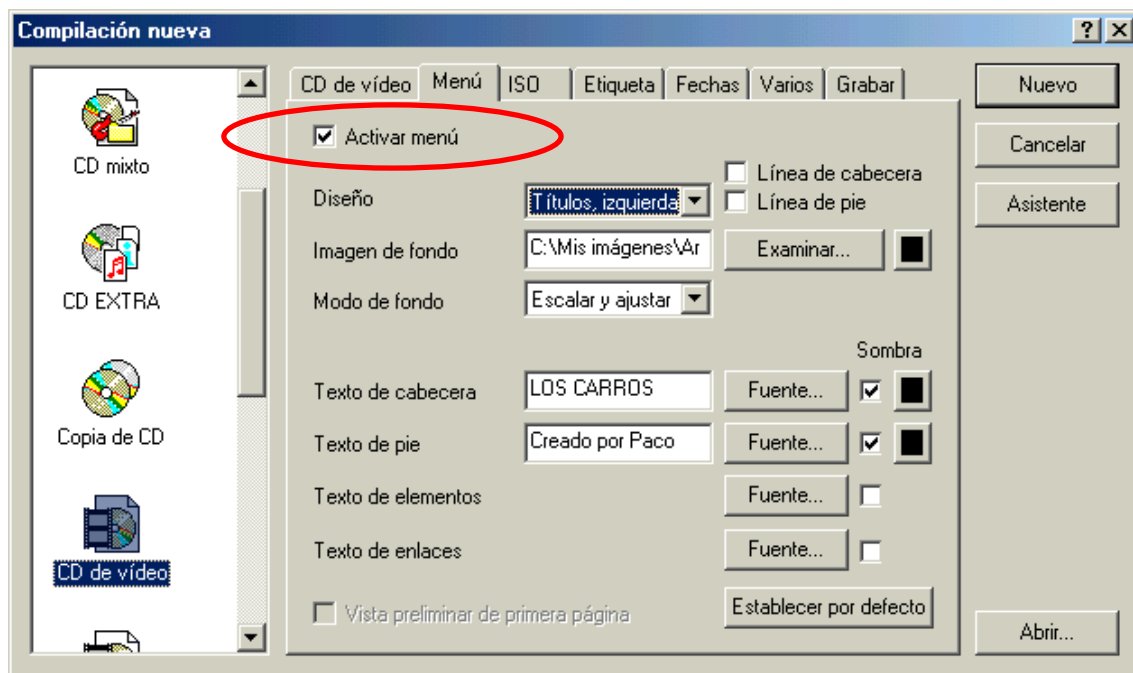 Compilación nueva
CD mixto
CD EXTRA
Copia de CD
CD de vídeo
CD de vídeo Menú ISO Etiqueta Fechas Varios Grabar
Activar menú
Línea de cabecera
Diseño Títulos, izquierda Línea de pie
Imagen de fondo C:\Mis imágenes\Ar Examinar...
Modo de fondo Escalar y ajustar
Sombra
Texto de cabecera LOS CARROS Fuente...
Texto de pie Creado por Paco Fuente...
Texto de elementos Fuente...
Texto de enlaces Fuente...
Vista preliminar de primera página Establecer por defecto
Nuevo
Cancelar
Asistente
Abrir...